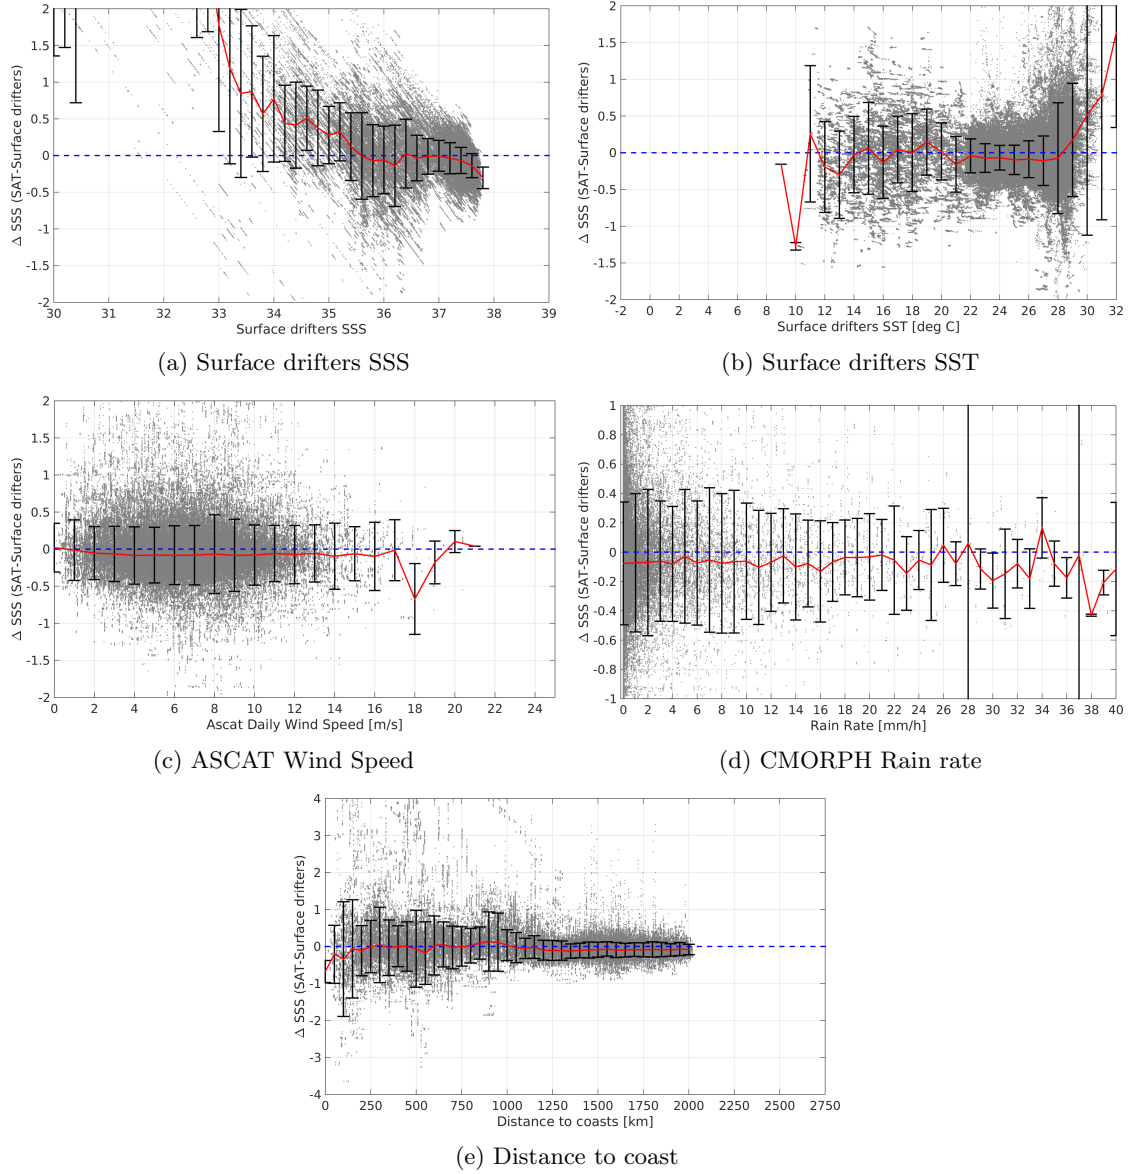 2
1.5
1
0.5
0
-0.5
-1
-1.5
-2
Δ SSS (SAT-Surface drifters)
30 31 32 33 34 35 36 37 38 39
Surface drifters SSS
(a) Surface drifters SSS
2
1.5
1
0.5
0
-0.5
-1
-1.5
-2
Δ SSS (SAT-Surface drifters)
-2 0 2 4 6 8 10 12 14 16 18 20 22 24 26 28 30 32
Surface drifters SST [deg C]
(b) Surface drifters SST
2
1.5
1
0.5
0
-0.5
-1
-1.5
-2
Δ SSS (SAT-Surface drifters)
0 2 4 6 8 10 12 14 16 18 20 22 24
Ascat Daily Wind Speed [m/s]
(c) ASCAT Wind Speed
1
0.8
0.6
0.4
0.2
0
-0.2
-0.4
-0.6
-0.8
-1
Δ SSS (SAT-Surface drifters)
0 2 4 6 8 10 12 14 16 18 20 22 24 26 28 30 32 34 36 38 40
Rain Rate [mm/h]
(d) CMORPH Rain rate
4
3
2
1
0
-1
-2
-3
-4
Δ SSS (SAT-Surface drifters)
0 250 500 750 1000 1250 1500 1750 2000 2250 2500 2750
Distance to coasts [km]
(e) Distance to coast